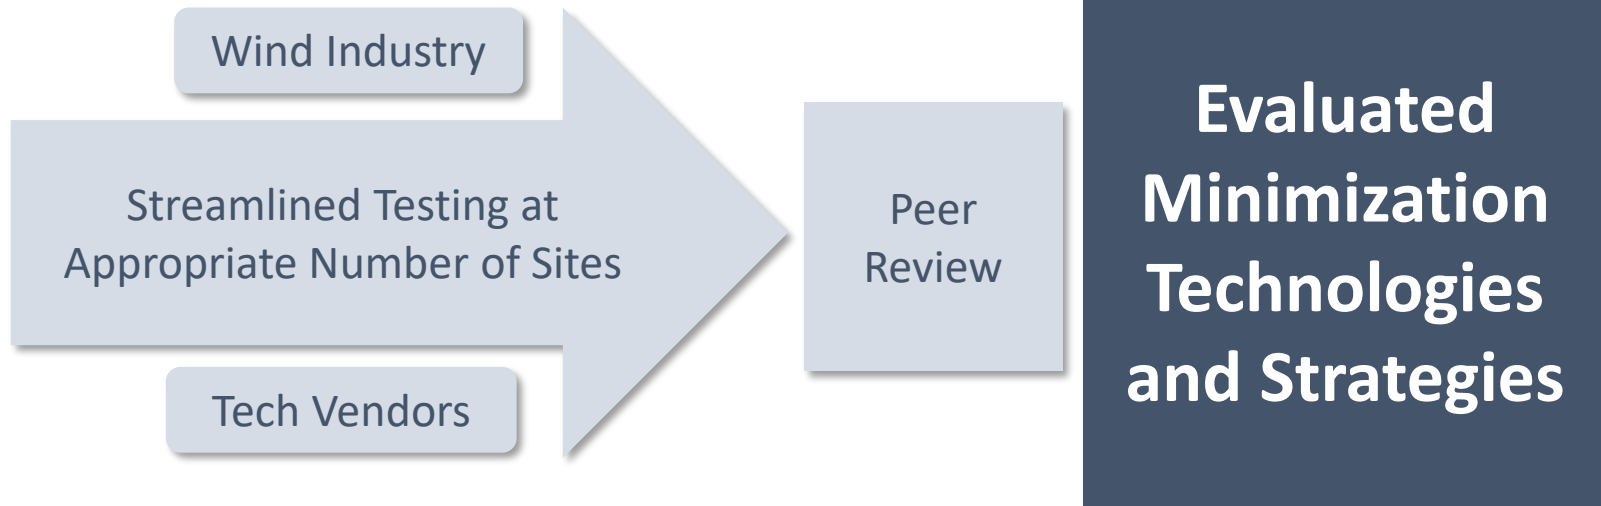 Wind Industry
Streamlined Testing at
Appropriate Number of Sites
Tech Vendors
Peer
Review
Evaluated
Minimization
Technologies
and Strategies